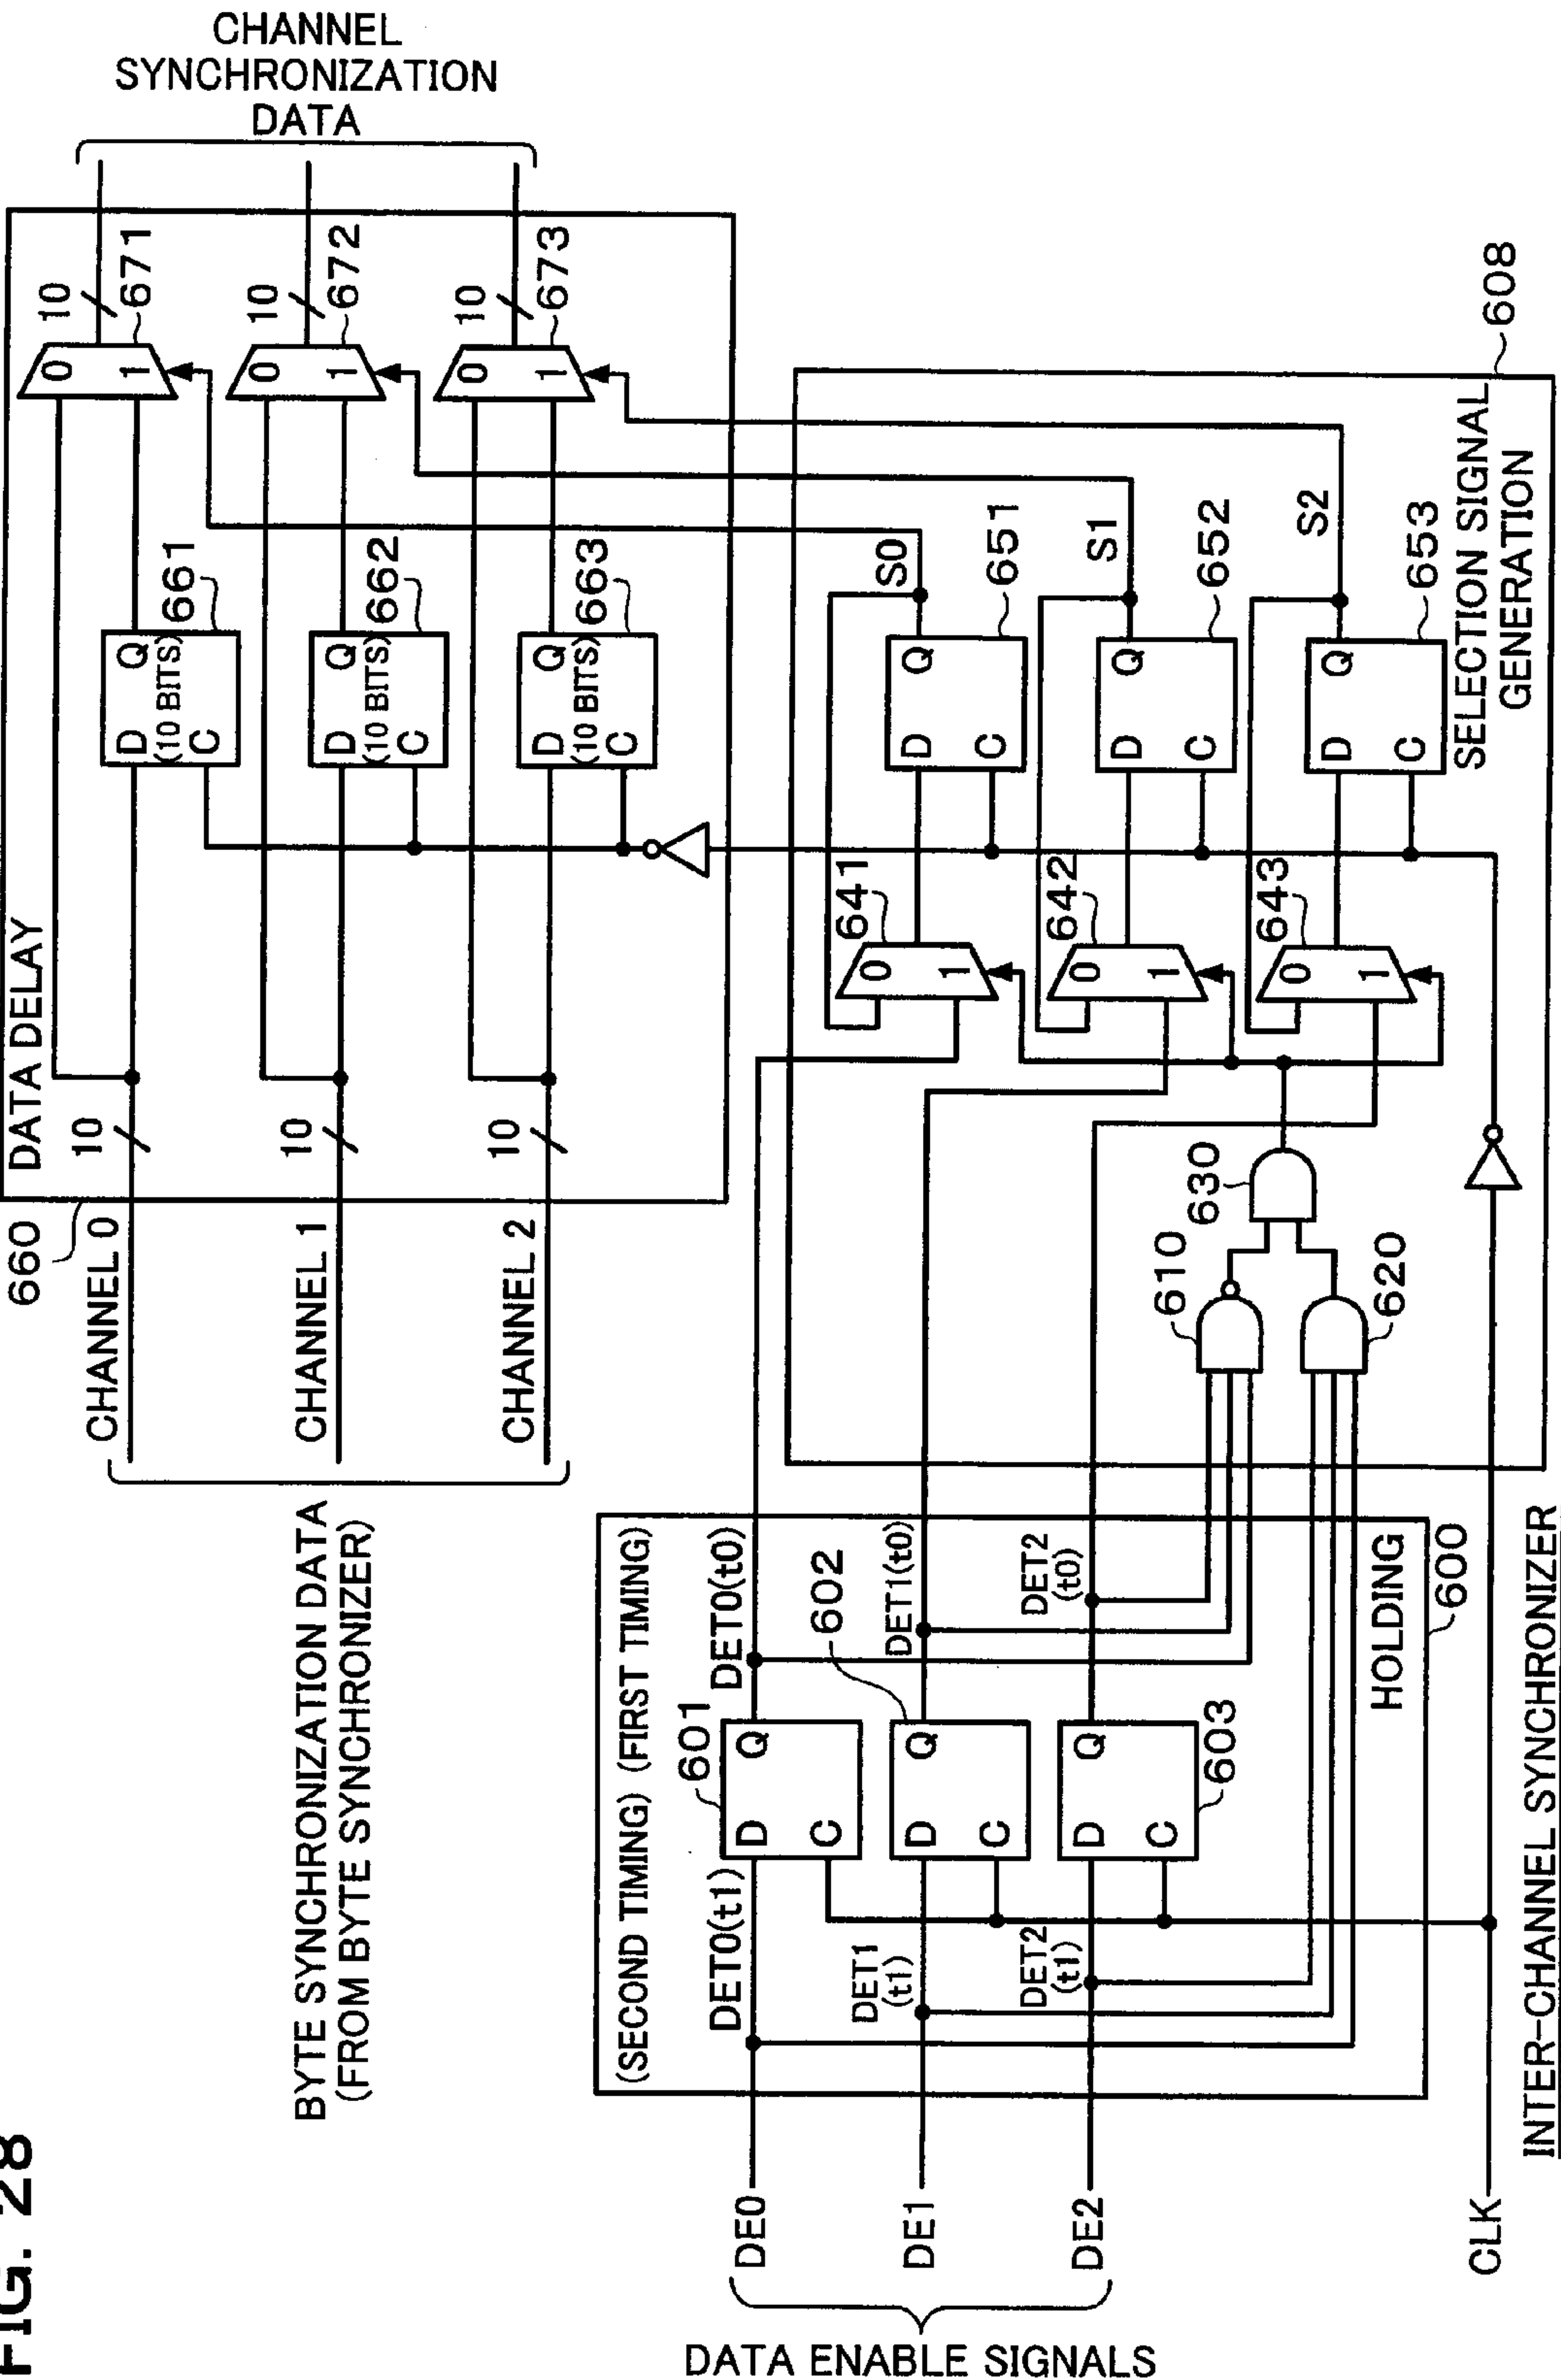 FIG. 28
660
DATA DELAY
CHANNEL
SYNCHRONIZATION
DATA
BYTE SYNCHRONIZATION DATA
(FROM BYTE SYNCHRONIZER)
CHANNEL 0
10
D Q
(10 BITS)
C
661
0
1
10
671
CHANNEL 1
10
D Q
(10 BITS)
C
662
0
1
10
672
CHANNEL 2
10
D Q
(10 BITS)
C
663
0
1
10
673
(SECOND TIMING) (FIRST TIMING)
DATA ENABLE SIGNALS
DE0
DET0(t1)
601
D Q
C
DET0(t0)
DE1
DET1
(t1)
602
D Q
C
DET1(t0)
DE2
DET2
(t1)
603
D Q
C
DET2
(t0)
HOLDING
600
610
620
630
641
0
1
D Q
C
S0
651
642
0
1
D Q
C
S1
652
643
0
1
D Q
C
S2
653
SELECTION SIGNAL
GENERATION
608
CLK
INTER-CHANNEL SYNCHRONIZER